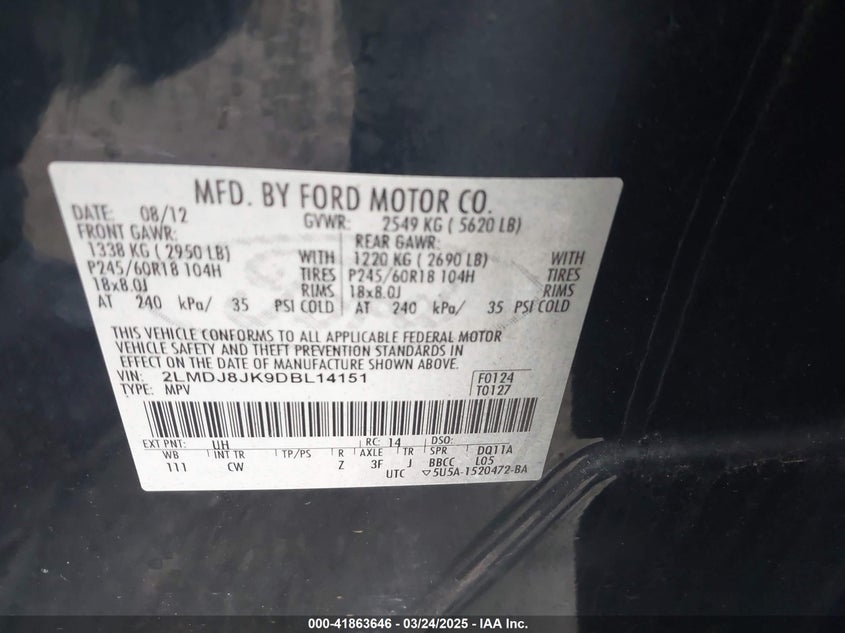 MFD. BY FORD MOTOR CO.
DATE: 08/12 GVWR: 2549 KG ( 5620 LB)
FRONT GAWR: REAR GAWR:
1338 KG ( 2950 LB) WITH 1220 KG ( 2690 LB) WITH
P245/60R18 104H TIRES P245/60R18 104H TIRES
18x8.0J RIMS 18x8.0J RIMS
AT 240 kPa/ 35 PSI COLD AT 240 kPa/ 35 PSI COLD
THIS VEHICLE CONFORMS TO ALL APPLICABLE FEDERAL MOTOR
VEHICLE SAFETY AND THEFT PREVENTION STANDARDS IN
EFFECT ON THE DATE OF MANUFACTURE SHOWN ABOVE.
VIN: 2LMDJ8JK9DBL14151 F0124
TYPE: MPV T0127
EXT PNT: UH RC: 14 DSO:
WB INT TR TP/PS R AXLE TR SPR DQ11A
111 CW Z 3F J BBCC L05
UTC ▽5U5A-1520472-BA
000-41863646 — 03/24/2025 — IAA Inc.